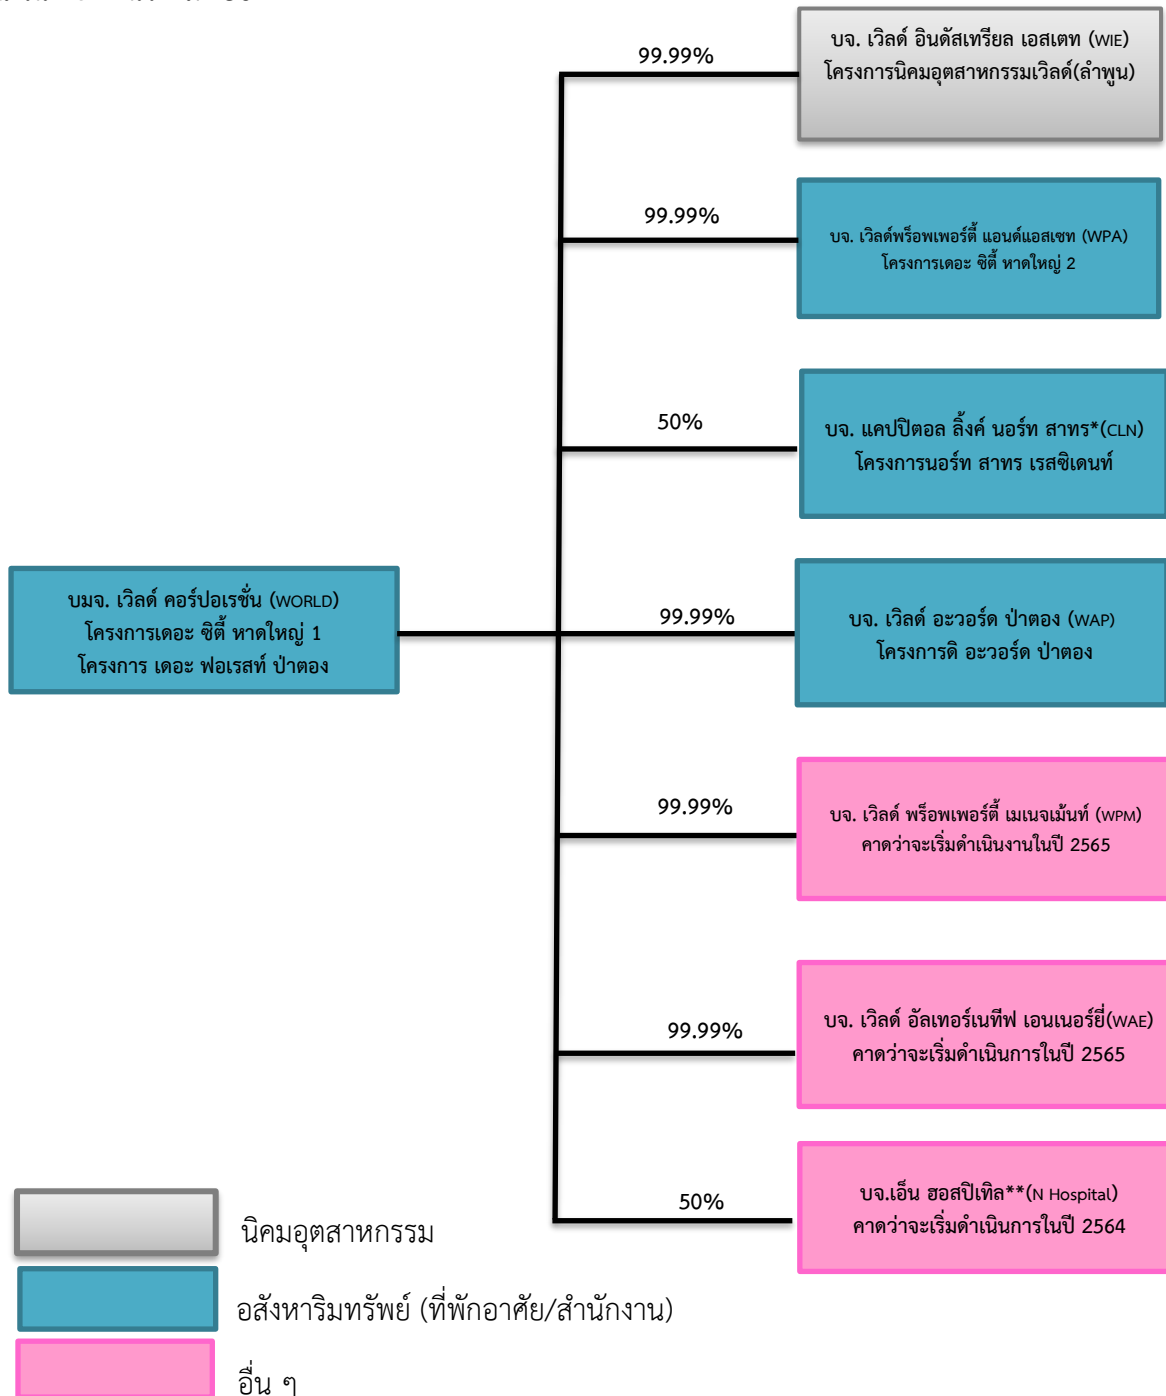 99.99%
บจ. เวิลด์ อินดัสเทรียล เอสเตท (WIE)
โครงการนิคมอุตสาหกรรมเวิลด์(ลำพูน)
99.99%
บจ. เวิลด์พร็อพเพอร์ตี้ แอนด์แอสเซท (WPA)
โครงการเดอะ ซิตี้ หาดใหญ่ 2
50%
บจ. แคปปิตอล ลิ้งค์ นอร์ท สาทร*(CLN)
โครงการนอร์ท สาทร เรสซิเดนท์
บมจ. เวิลด์ คอร์ปอเรชั่น (WORLD)
โครงการเดอะ ซิตี้ หาดใหญ่ 1
โครงการ เดอะ ฟอเรสท์ ป่าตอง
99.99%
บจ. เวิลด์ อะวอร์ด ป่าตอง (WAP)
โครงการดิ อะวอร์ด ป่าตอง
99.99%
บจ. เวิลด์ พร็อพเพอร์ตี้ เมเนจเม้นท์ (WPM)
คาดว่าจะเริ่มดำเนินงานในปี 2565
99.99%
บจ. เวิลด์ อัลเทอร์เนทีฟ เอนเนอร์ยี่(WAE)
คาดว่าจะเริ่มดำเนินการในปี 2565
50%
บจ.เอ็น ฮอสปิเทิล**(N Hospital)
คาดว่าจะเริ่มดำเนินการในปี 2564
นิคมอุตสาหกรรม
อสังหาริมทรัพย์ (ที่พักอาศัย/สำนักงาน)
อื่น ๆ